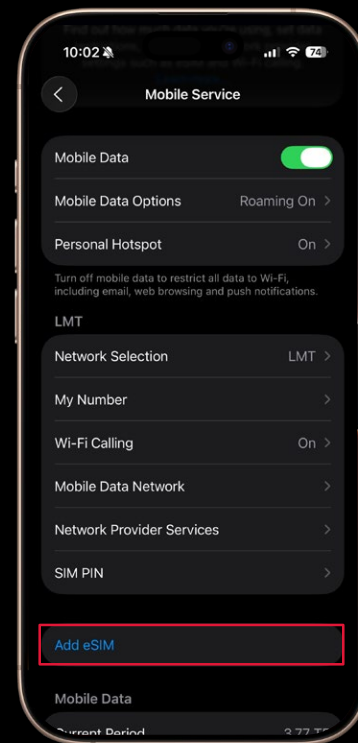 10:02
74
Mobile Service
Mobile Data
Mobile Data Options Roaming On
Personal Hotspot On
Turn off mobile data to restrict all data to Wi-Fi,
including email, web browsing and push notifications.
LMT
Network Selection LMT
My Number
Wi-Fi Calling On
Mobile Data Network
Network Provider Services
SIM PIN
Add eSIM
Mobile Data
Current Period 3.77